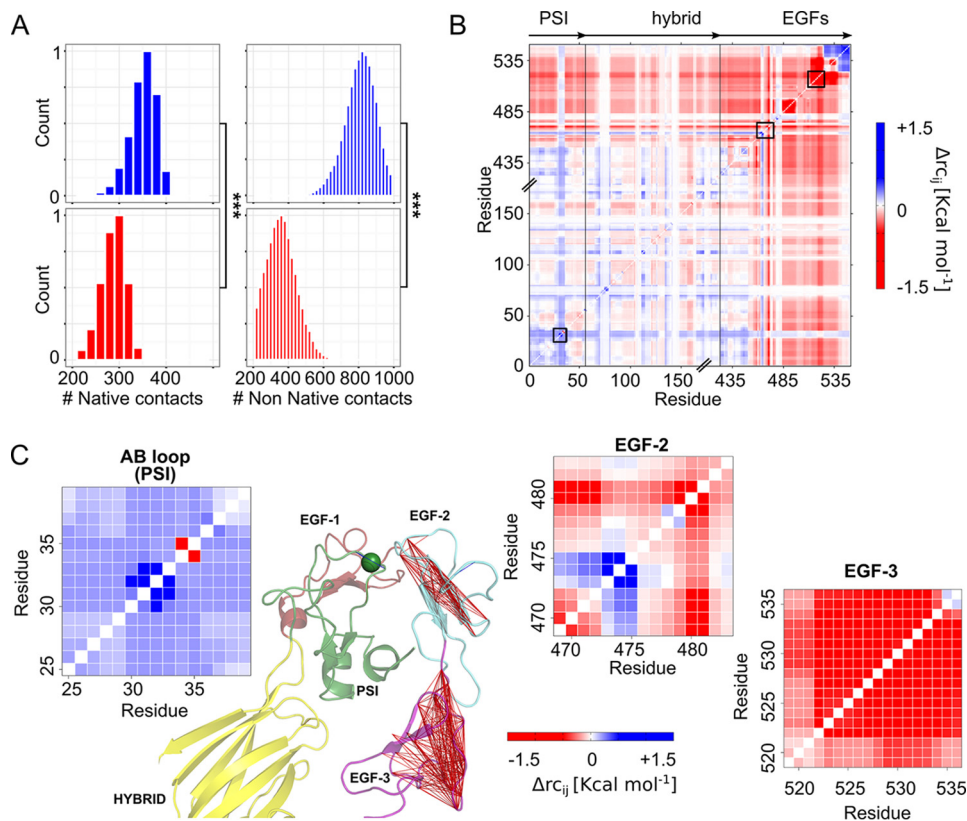 A
Count
1
0
Count
1
0
200
300
400
# Native contacts
***
200
400
600
800
1000
# Non Native contacts
***
B
PSI
hybrid
EGFs
Residue
535
485
435
150
100
50
0
0
50
100
150
435
485
535
Residue
+1.5
0
-1.5
Δrcij [Kcal mol-1]
C
AB loop
(PSI)
Residue
35
30
25
25
30
35
Residue
EGF-1
EGF-2
PSI
EGF-3
HYBRID
EGF-2
Residue
480
475
470
470
475
480
Residue
-1.5
0
+1.5
Δrcij [Kcal mol-1]
EGF-3
Residue
535
530
525
520
520
525
530
535
Residue